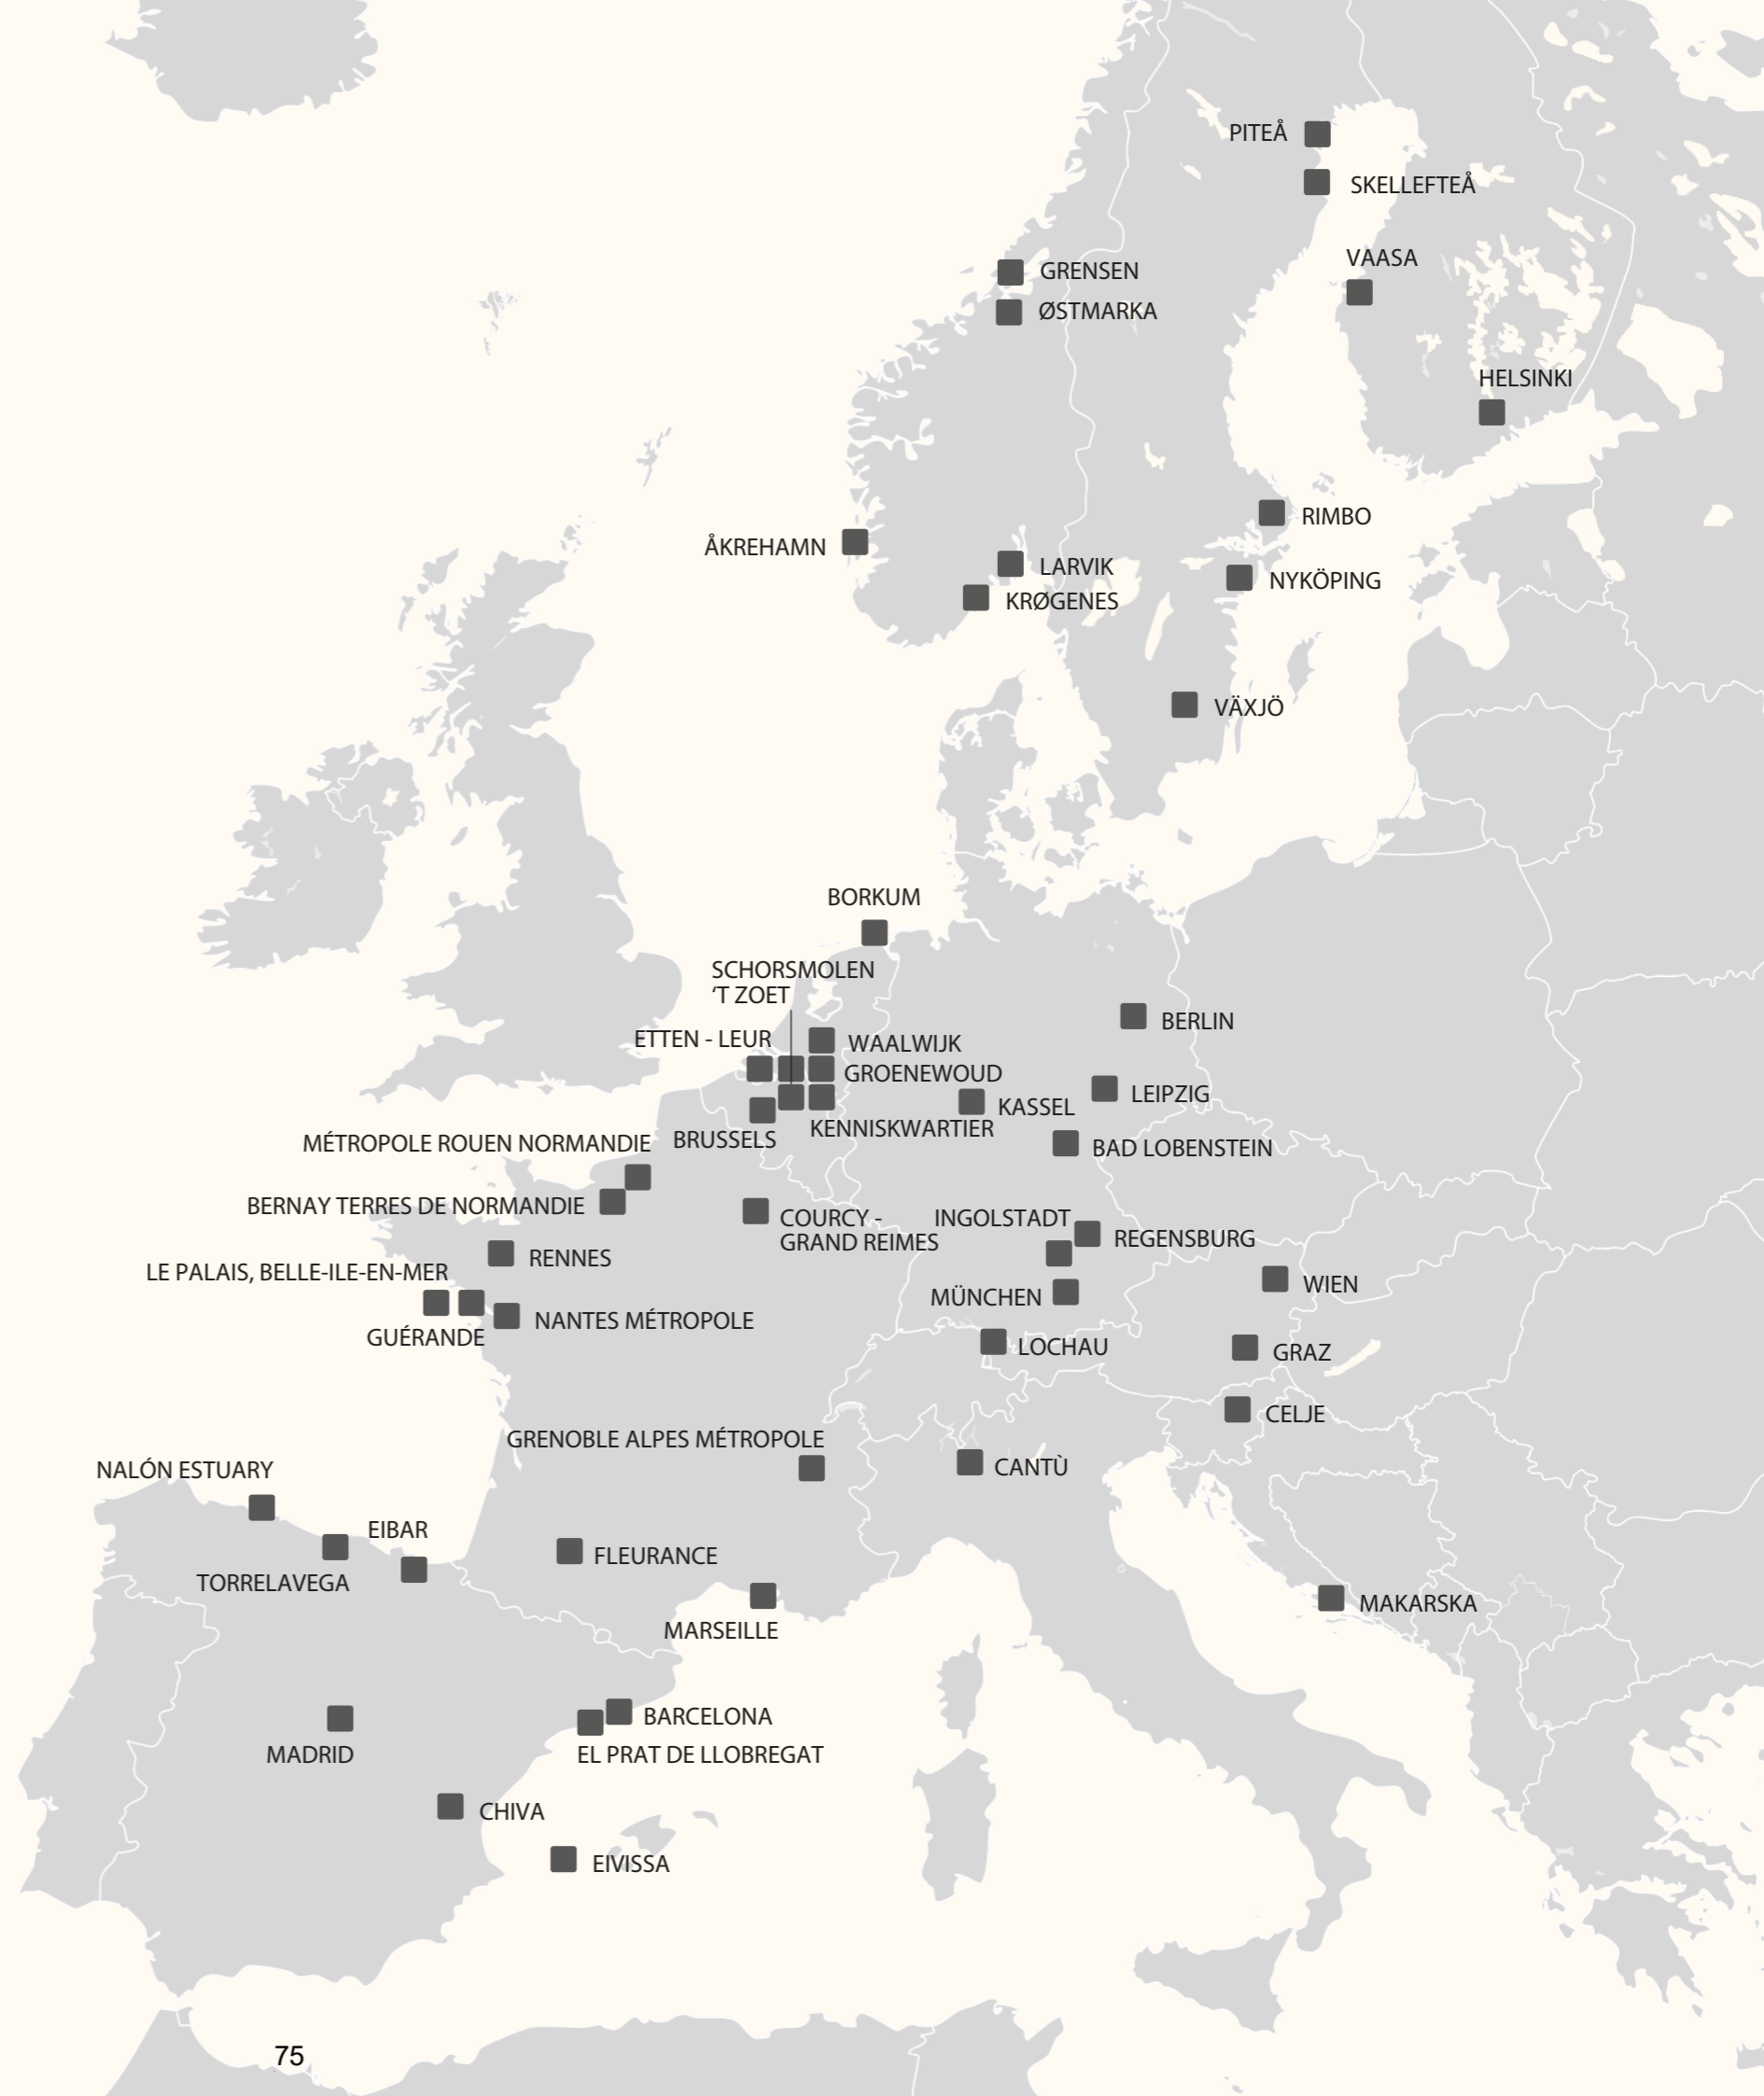 PITEÅ
SKELLEFTEÅ
VAASA
GRENSEN
ØSTMARKA
HELSINKI
RIMBO
ÅKREHAMN
LARVIK
NYKÖPING
KRØGENES
VÄXJÖ
BORKUM
SCHORSMOLEN
‘T ZOET
BERLIN
ETTEN - LEUR
WAALWIJK
GROENEWOUD
LEIPZIG
KASSEL
KENNISKWARTIER
BRUSSELS
MÉTROPOLE ROUEN NORMANDIE
BAD LOBENSTEIN
BERNAY TERRES DE NORMANDIE
COURCY -
GRAND REIMES
INGOLSTADT
REGENSBURG
RENNES
LE PALAIS, BELLE-ILE-EN-MER
WIEN
MÜNCHEN
NANTES MÉTROPOLE
GUÉRANDE
LOCHAU
GRAZ
CELJE
GRENOBLE ALPES MÉTROPOLE
CANTÙ
NALÓN ESTUARY
EIBAR
FLEURANCE
TORRELAVEGA
MAKARSKA
MARSEILLE
BARCELONA
MADRID
EL PRAT DE LLOBREGAT
CHIVA
EIVISSA
75